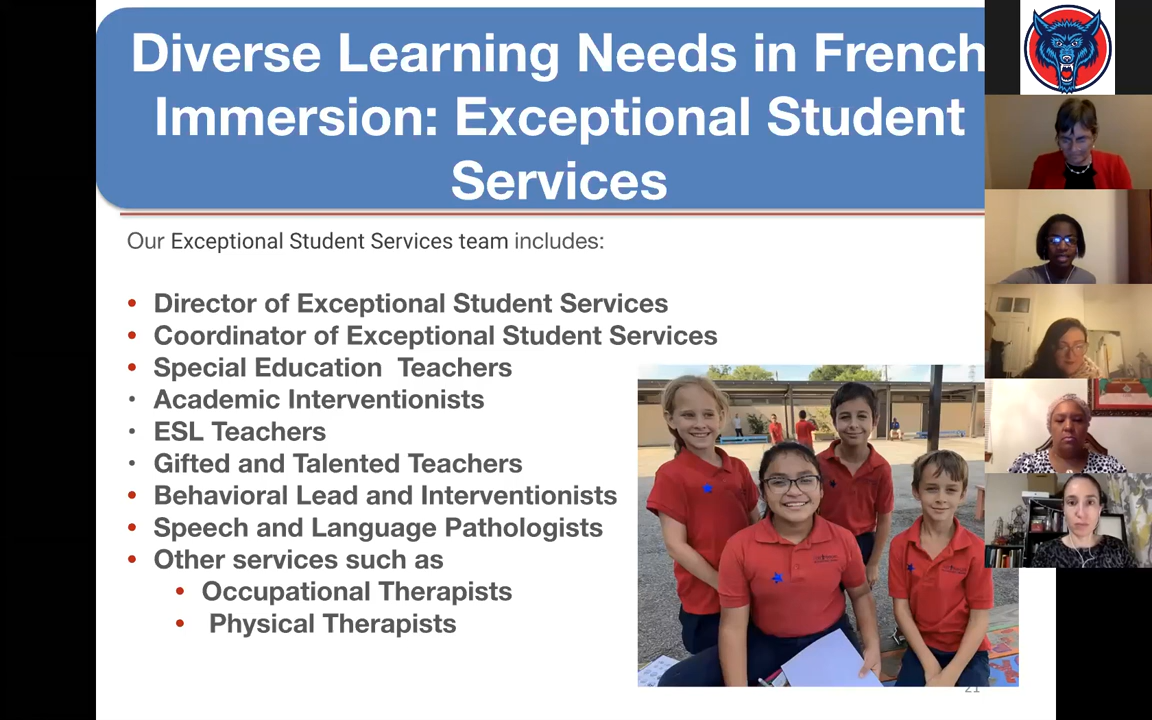 Diverse Learning Needs in French
Immersion: Exceptional Student
Services
Our Exceptional Student Services team includes:
• Director of Exceptional Student Services
• Coordinator of Exceptional Student Services
• Special Education Teachers
• Academic Interventionists
• ESL Teachers
• Gifted and Talented Teachers
• Behavioral Lead and Interventionists
• Speech and Language Pathologists
• Other services such as
• Occupational Therapists
• Physical Therapists
21